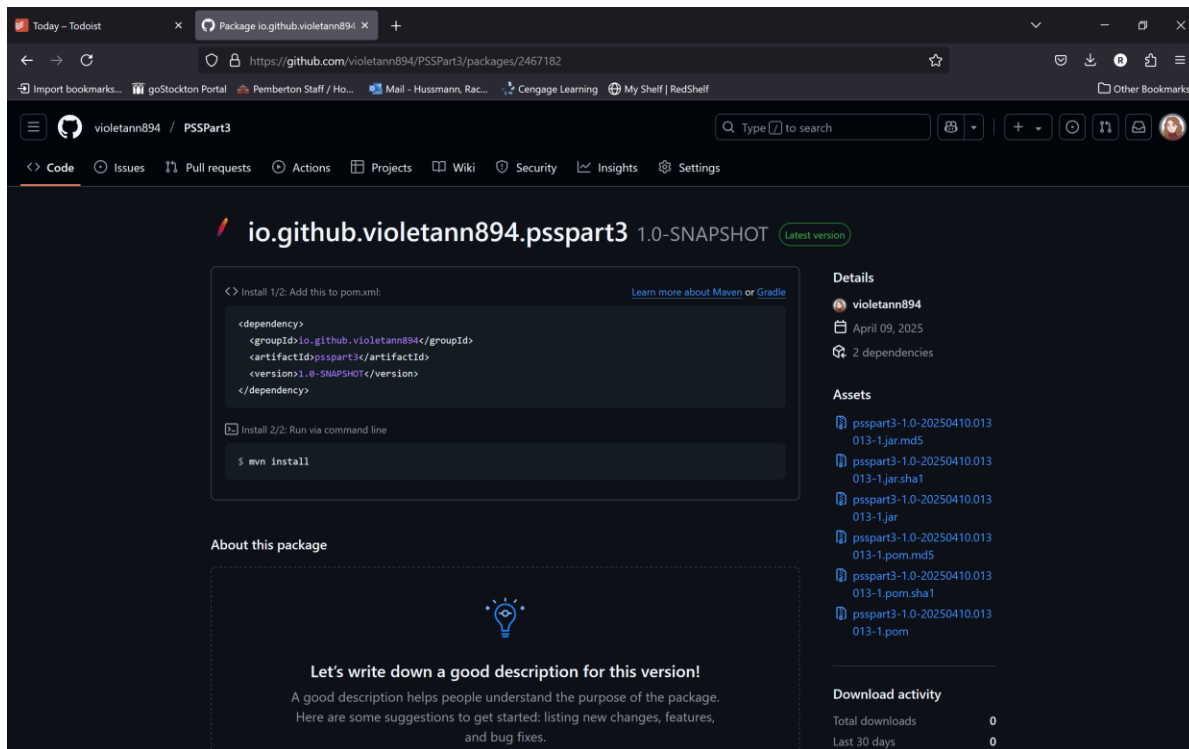 Today – Todoist
Package io.github.violetann894
https://github.com/violetann894/PSSPart3/packages/2467182
Import bookmarks... goStockton Portal Pemberton Staff / Ho... Mail - Hussmann, Rac... Cengage Learning My Shelf | RedShelf Other Bookmarks
violetann894 / PSSPart3
Type / to search
Code Issues Pull requests Actions Projects Wiki Security Insights Settings
io.github.violetann894.psspart3 1.0-SNAPSHOT Latest version
Install 1/2: Add this to pom.xml: Learn more about Maven or Gradle
<dependency>
<groupId>io.github.violetann894</groupId>
<artifactId>psspart3</artifactId>
<version>1.0-SNAPSHOT</version>
</dependency>
Install 2/2: Run via command line
$ mvn install
About this package
Let's write down a good description for this version!
A good description helps people understand the purpose of the package.
Here are some suggestions to get started: listing new changes, features,
and bug fixes.
Details
violetann894
April 09, 2025
2 dependencies
Assets
psspart3-1.0-20250410.013
013-1.jar.md5
psspart3-1.0-20250410.013
013-1.jar.sha1
psspart3-1.0-20250410.013
013-1.jar
psspart3-1.0-20250410.013
013-1.pom.md5
psspart3-1.0-20250410.013
013-1.pom.sha1
psspart3-1.0-20250410.013
013-1.pom
Download activity
Total downloads 0
Last 30 days 0